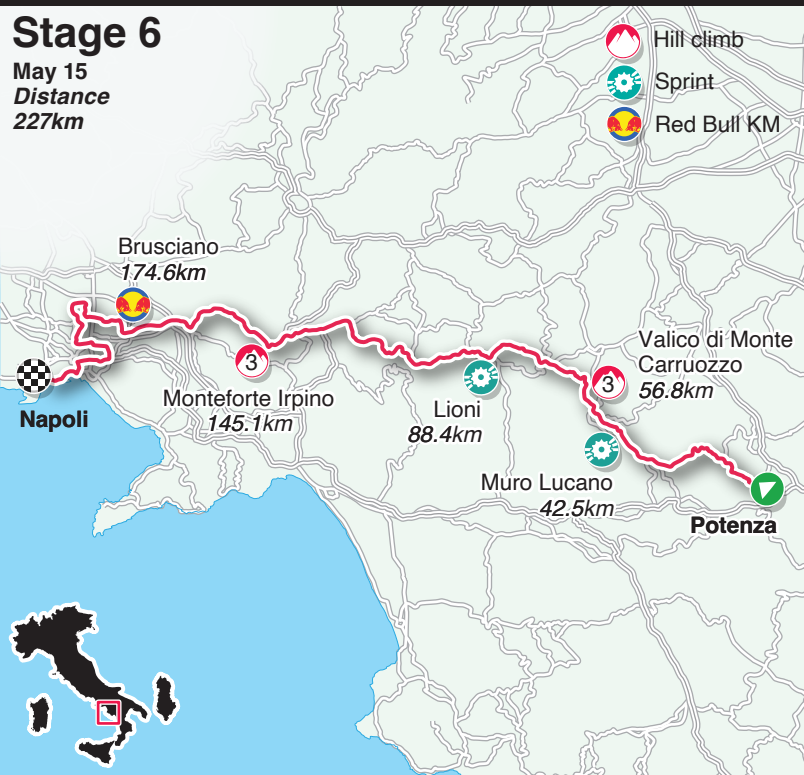 Stage 6
May 15
Distance
227km
Hill climb
Sprint
Red Bull KM
Brusciano
174.6km
Valico di Monte
Carruozzo
56.8km
3
3
Monteforte Irpino
145.1km
Napoli
Lioni
88.4km
Muro Lucano
42.5km
Potenza